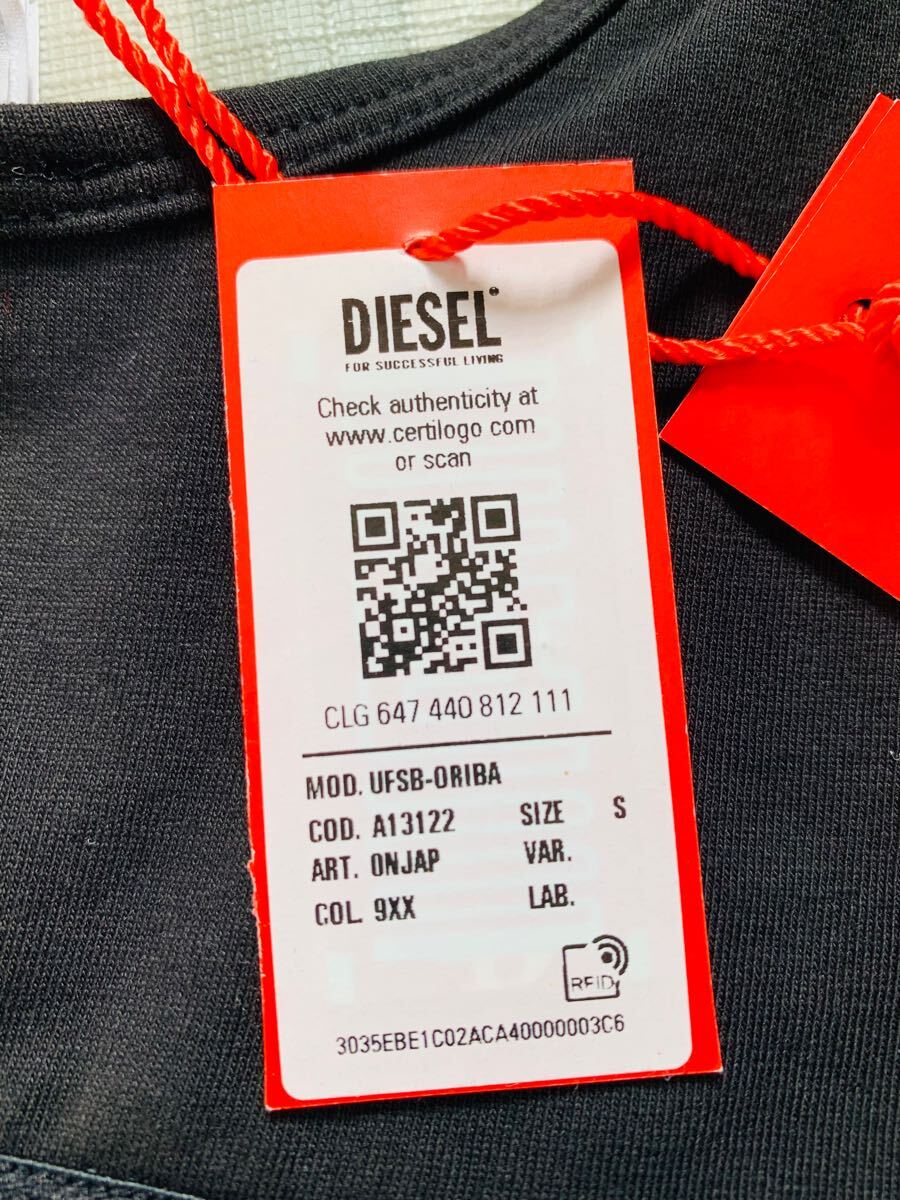 DIESEL
FOR SUCCESSFUL LIVING
Check authenticity at
www.certilogo com
or scan
CLG 647 440 812 111
MOD. UFSB-ORIBA
COD. A13122 SIZE S
ART. 0NJAP VAR.
COL. 9XX LAB.
RFID
3035EBE1C02ACA40000003C6